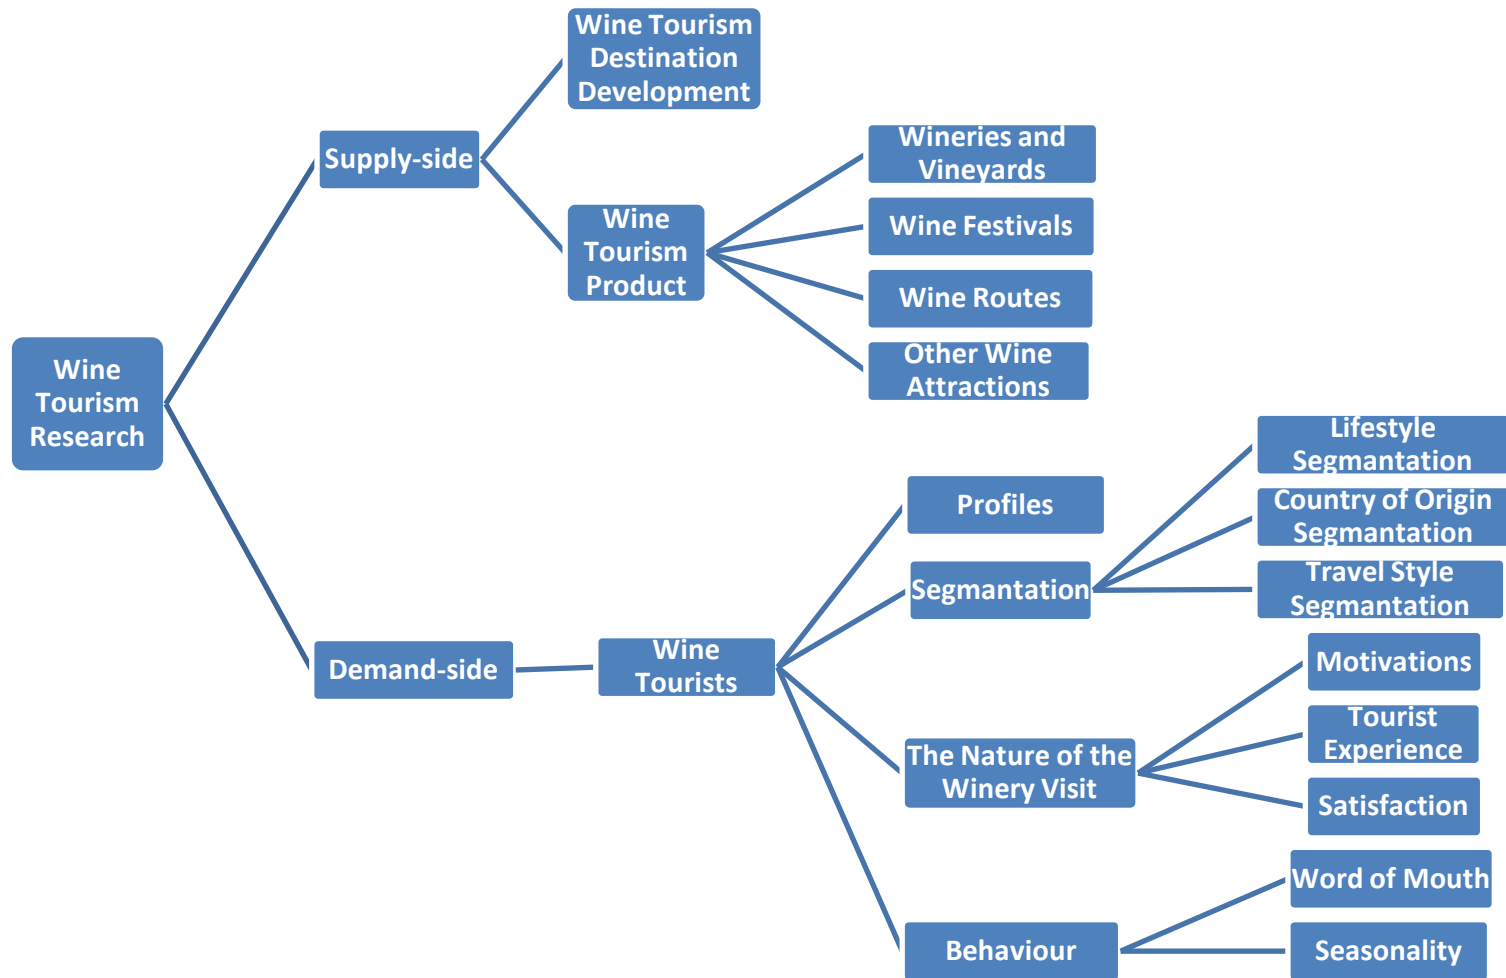 Wine Tourism
Destination
Development
Supply-side
Wineries and
Vineyards
Wine
Tourism
Product
Wine Festivals
Wine Routes
Other Wine
Attractions
Wine
Tourism
Research
Lifestyle
Segmantation
Profiles
Country of Origin
Segmantation
Segmantation
Travel Style
Segmantation
Demand-side
Wine
Tourists
Motivations
The Nature of the
Winery Visit
Tourist
Experience
Satisfaction
Word of Mouth
Behaviour
Seasonality